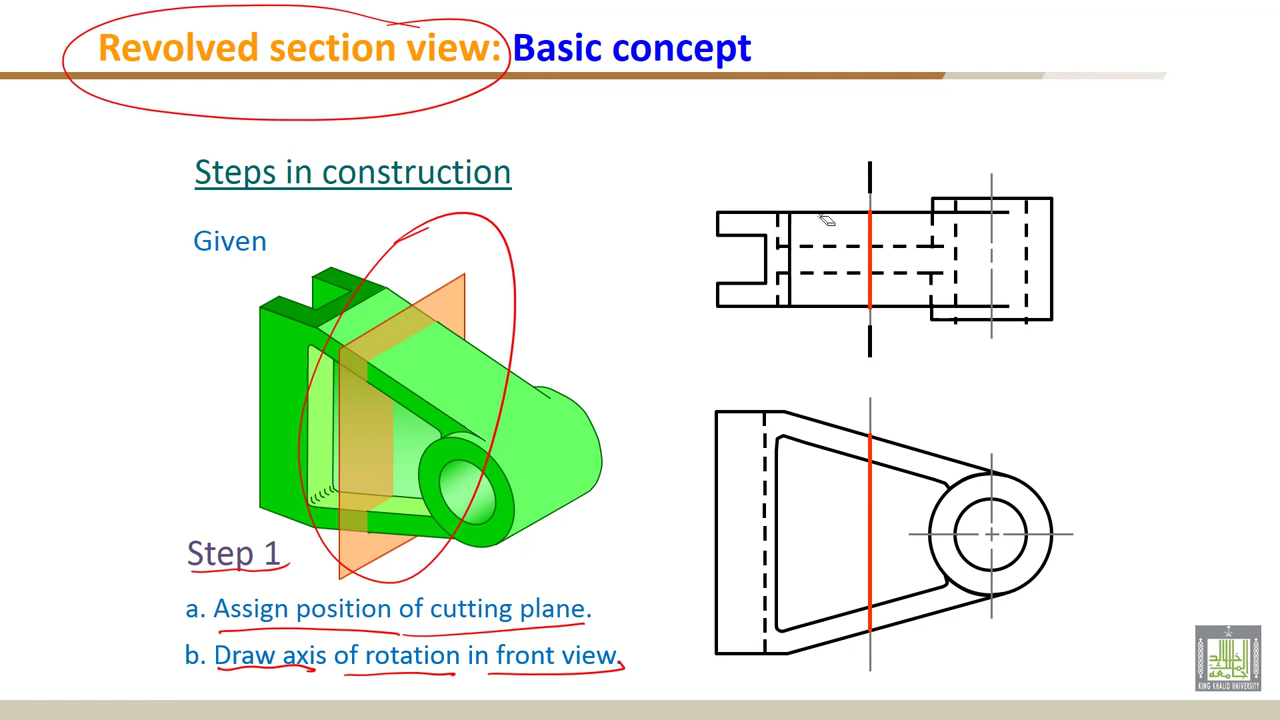 Revolved section view: Basic concept
Steps in construction
Given
Step 1
a. Assign position of cutting plane.
b. Draw axis of rotation in front view.
KING KHALID UNIVERSITY